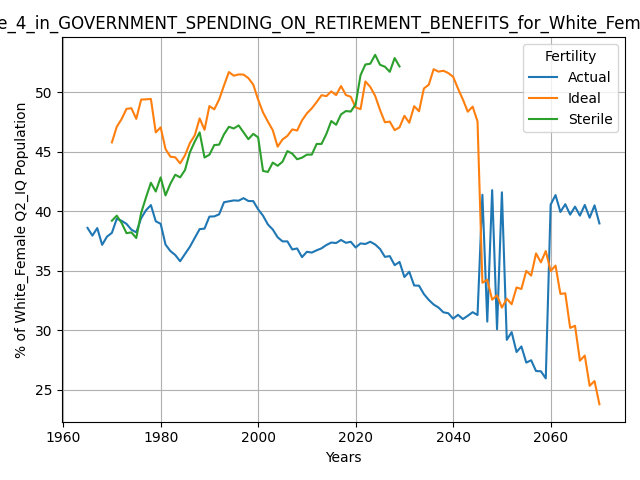 e_4_in_GOVERNMENT_SPENDING_ON_RETIREMENT_BENEFITS_for_White_Fem
Fertility
Actual
Ideal
Sterile
% of White_Female Q2_IQ Population
50
45
40
35
30
25
1960
1980
2000
2020
2040
2060
Years